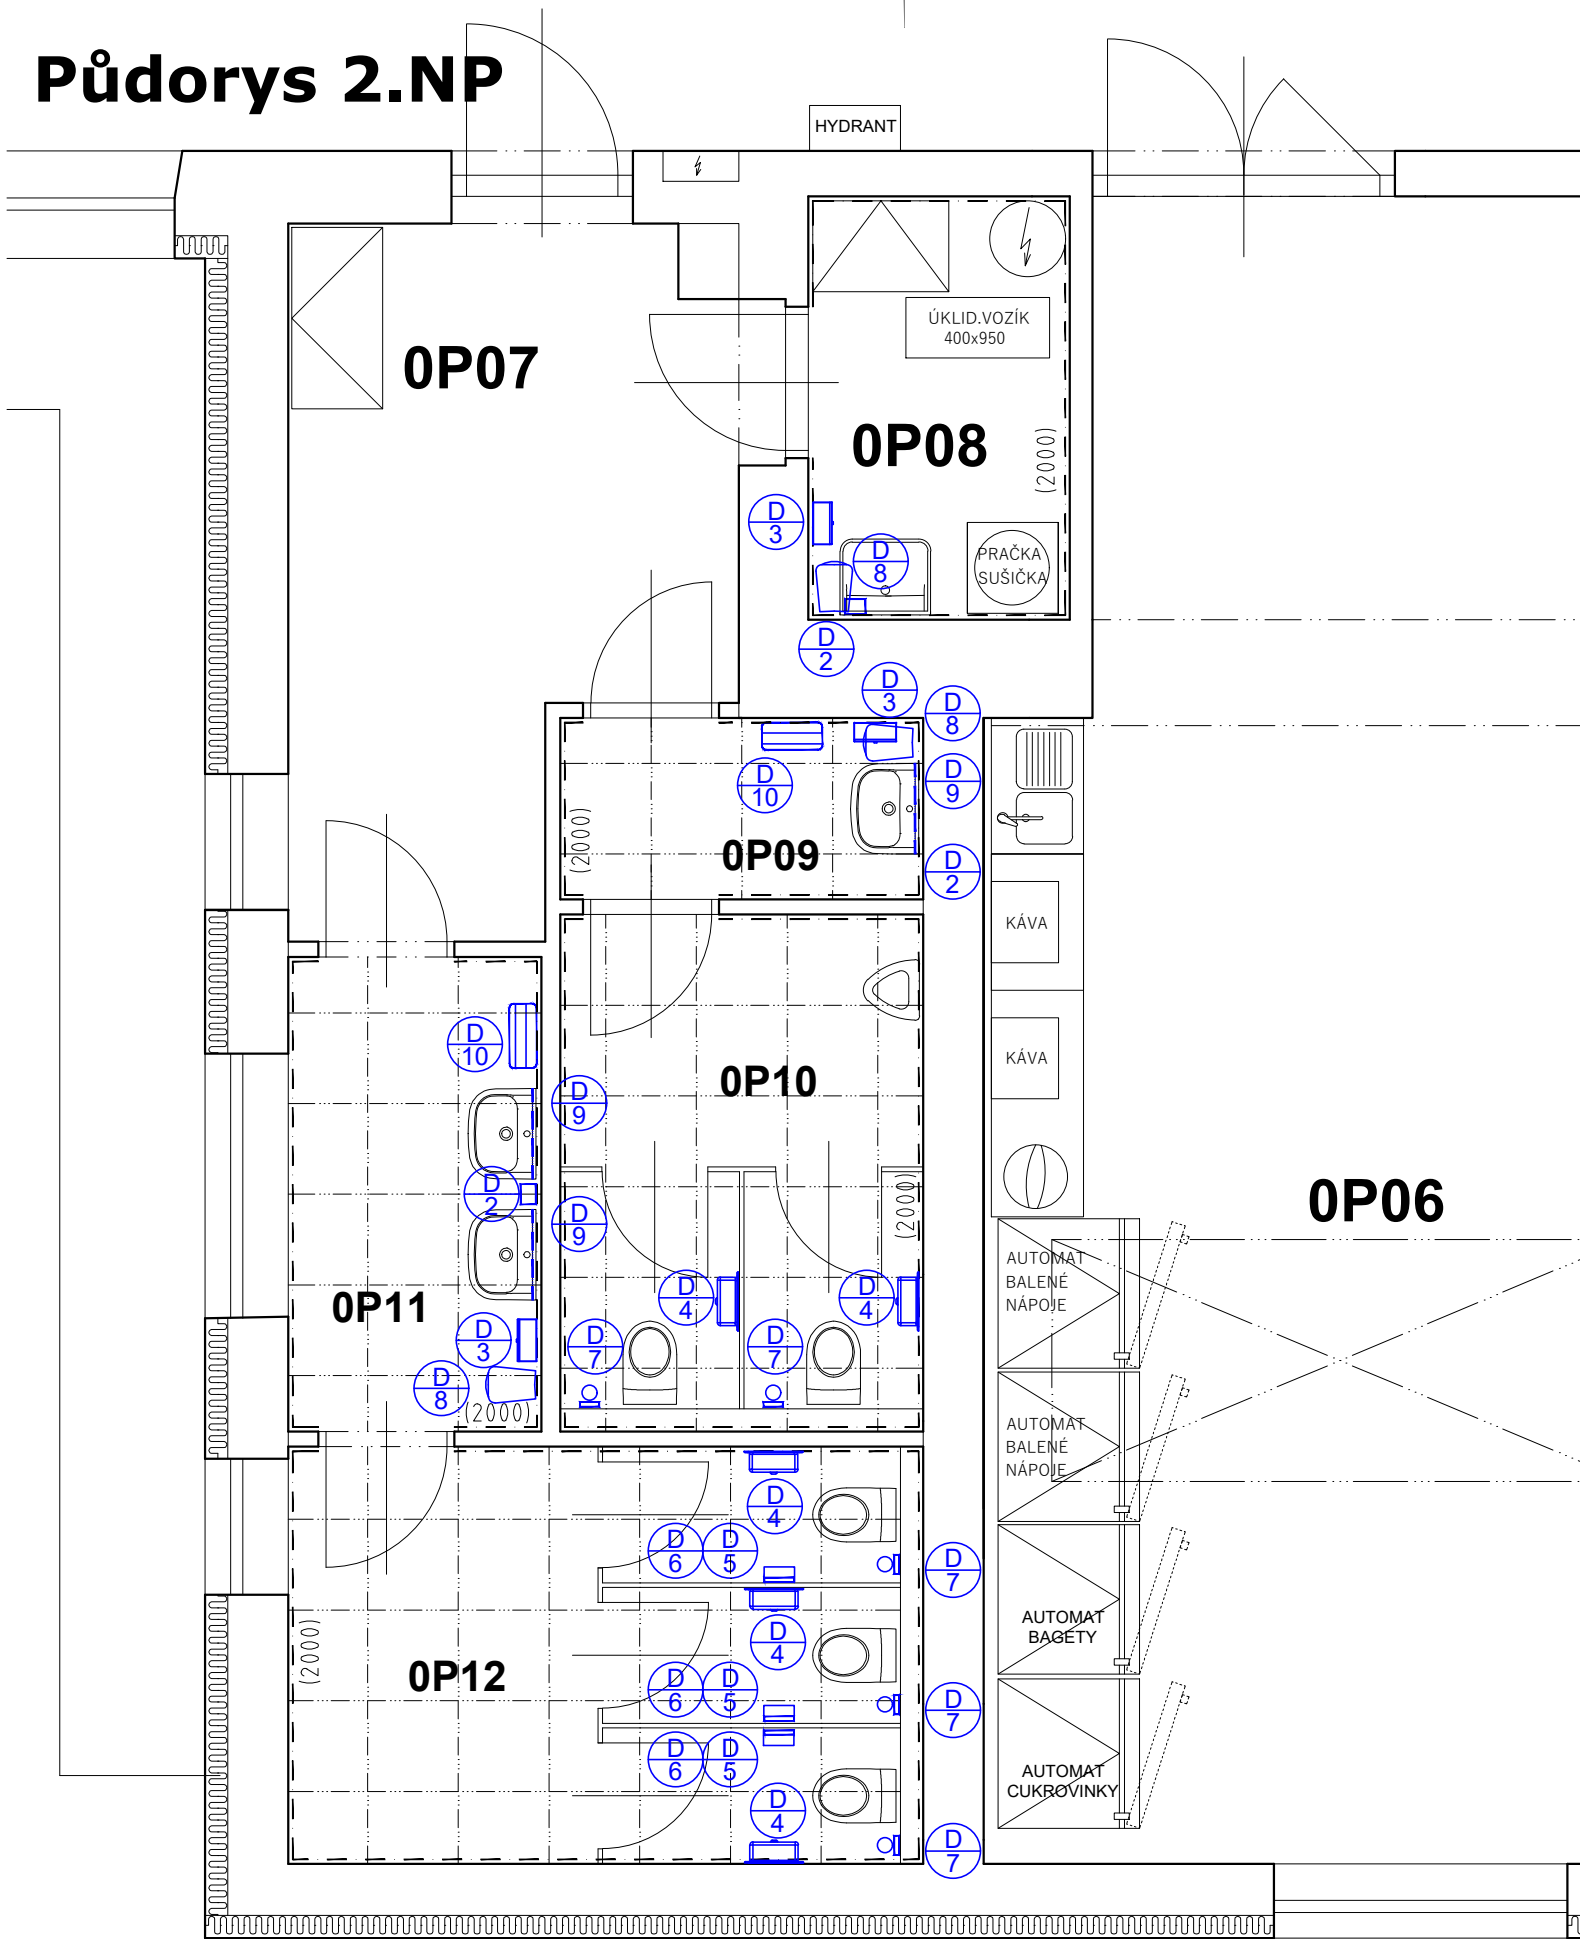 Půdorys 2.NP
HYDRANT
ÚKLID.VOZÍK
400x950
0P07
0P08
(2000)
D
3
D
8
PRAČKA
SUŠIČKA
D
2
D
3
D
8
D
10
D
9
(2000)
0P09
D
2
KÁVA
D
10
KÁVA
0P10
D
9
D
2
(2000)
D
9
0P06
AUTOMAT
BALENÉ
NÁPOJE
0P11
D
4
D
4
D
3
D
7
D
7
D
8
(2000)
AUTOMAT
BALENÉ
NÁPOJE
D
4
D
6
D
5
D
7
(2000)
D
4
AUTOMAT
BAGETY
0P12
D
6
D
5
D
7
D
6
D
5
D
4
AUTOMAT
CUKROVINKY
D
7